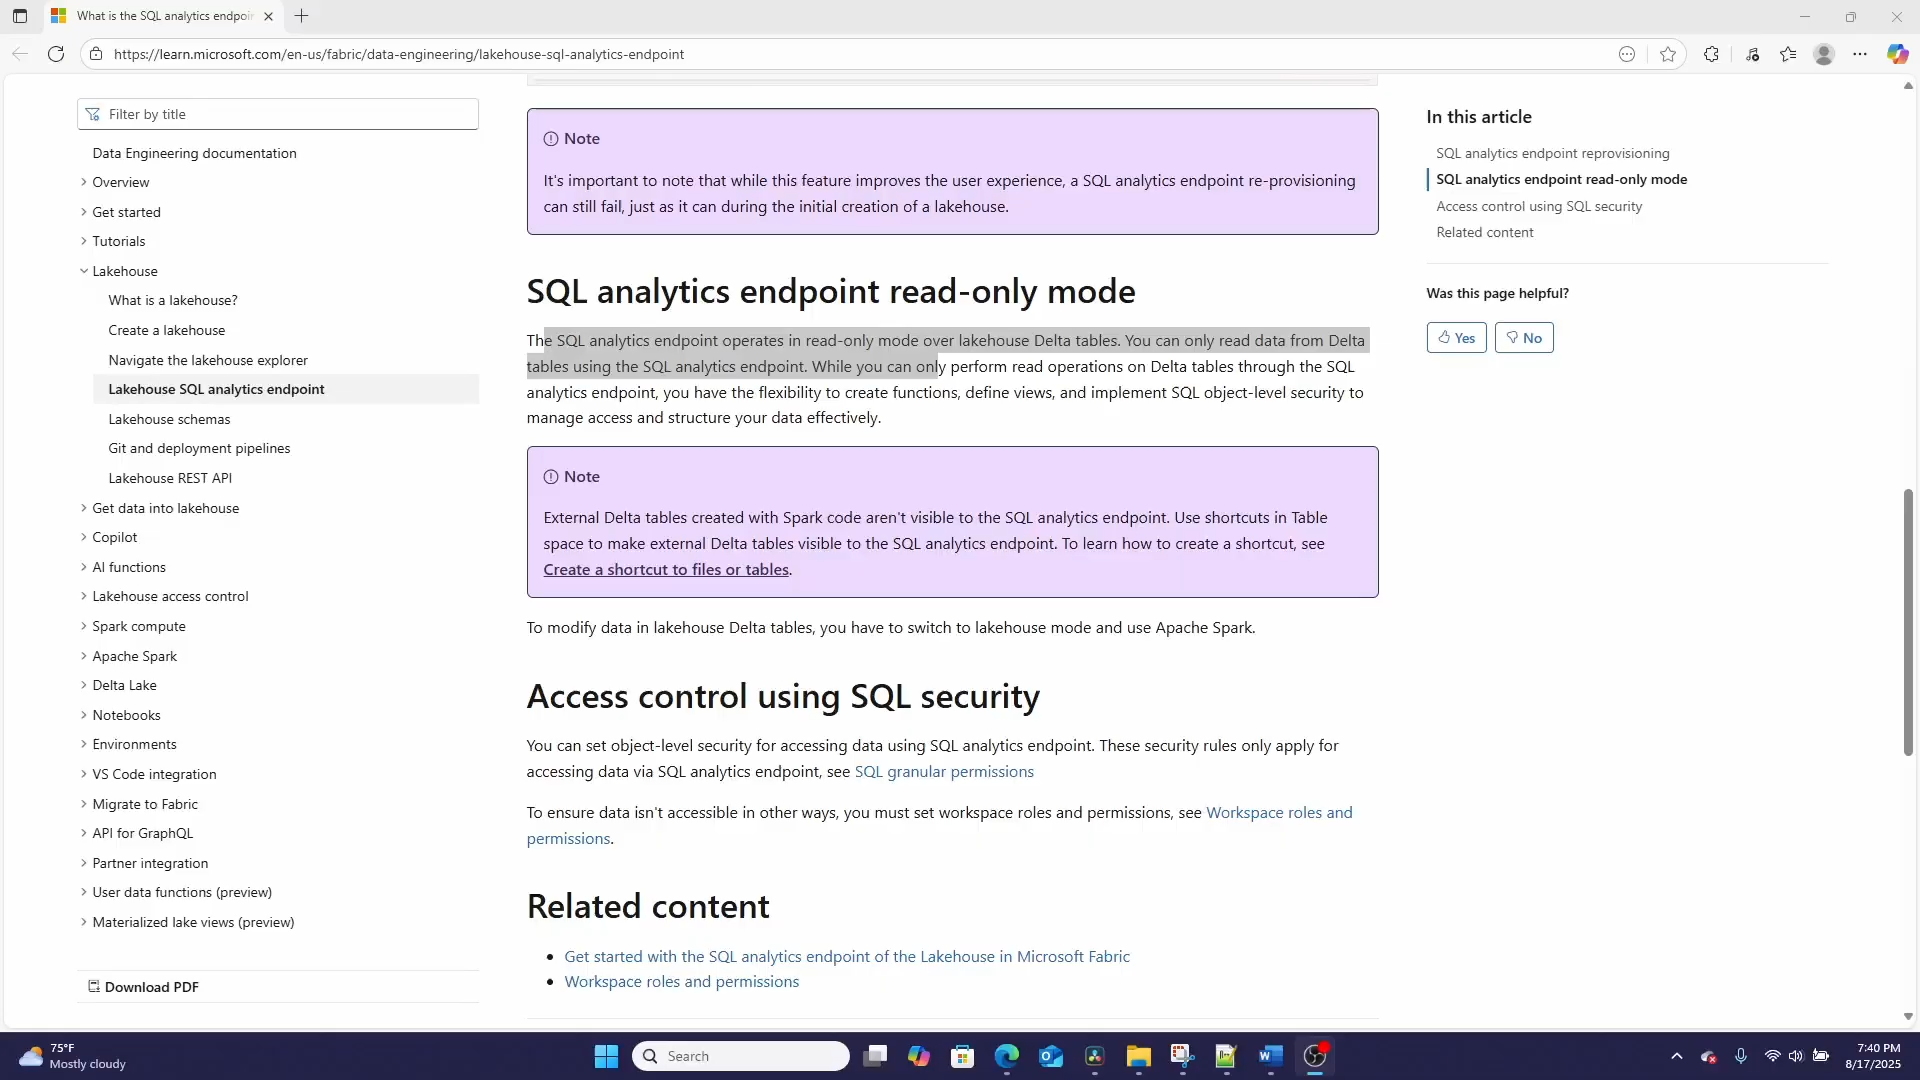 What is the SQL analytics endpoi
https://learn.microsoft.com/en-us/fabric/data-engineering/lakehouse-sql-analytics-endpoint
Filter by title
Data Engineering documentation
Overview
Get started
Tutorials
Lakehouse
What is a lakehouse?
Create a lakehouse
Navigate the lakehouse explorer
Lakehouse SQL analytics endpoint
Lakehouse schemas
Git and deployment pipelines
Lakehouse REST API
Get data into lakehouse
Copilot
AI functions
Lakehouse access control
Spark compute
Apache Spark
Delta Lake
Notebooks
Environments
VS Code integration
Migrate to Fabric
API for GraphQL
Partner integration
User data functions (preview)
Materialized lake views (preview)
Download PDF
Note
It's important to note that while this feature improves the user experience, a SQL analytics endpoint re-provisioning
can still fail, just as it can during the initial creation of a lakehouse.
SQL analytics endpoint read-only mode
The SQL analytics endpoint operates in read-only mode over lakehouse Delta tables. You can only read data from Delta
tables using the SQL analytics endpoint. While you can only perform read operations on Delta tables through the SQL
analytics endpoint, you have the flexibility to create functions, define views, and implement SQL object-level security to
manage access and structure your data effectively.
Note
External Delta tables created with Spark code aren't visible to the SQL analytics endpoint. Use shortcuts in Table
space to make external Delta tables visible to the SQL analytics endpoint. To learn how to create a shortcut, see
Create a shortcut to files or tables.
To modify data in lakehouse Delta tables, you have to switch to lakehouse mode and use Apache Spark.
Access control using SQL security
You can set object-level security for accessing data using SQL analytics endpoint. These security rules only apply for
accessing data via SQL analytics endpoint, see SQL granular permissions
To ensure data isn't accessible in other ways, you must set workspace roles and permissions, see Workspace roles and
permissions.
Related content
Get started with the SQL analytics endpoint of the Lakehouse in Microsoft Fabric
Workspace roles and permissions
In this article
SQL analytics endpoint reprovisioning
SQL analytics endpoint read-only mode
Access control using SQL security
Related content
Was this page helpful?
Yes
No
75°F
Mostly cloudy
Search
7:40 PM
8/17/2025